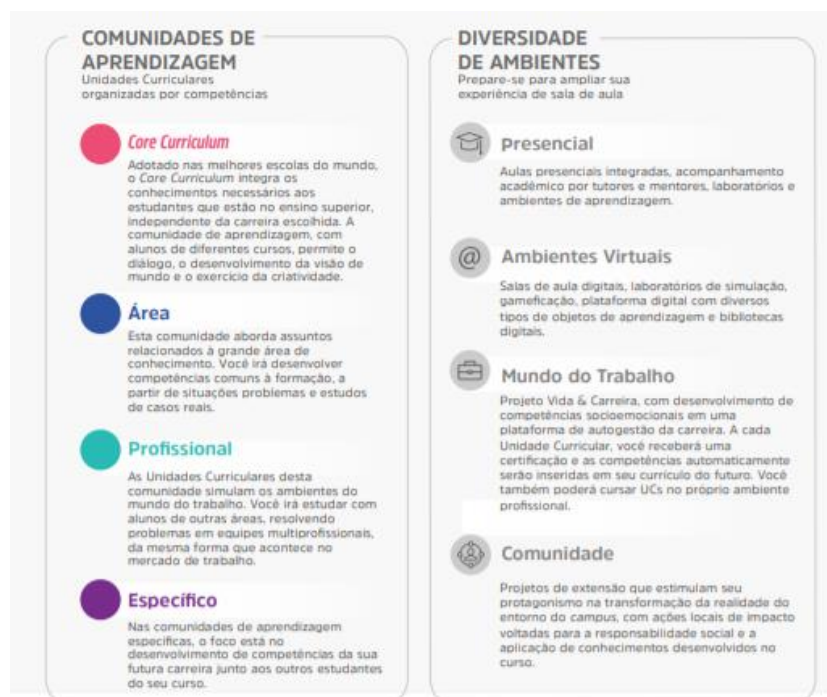 COMUNIDADES DE
APRENDIZAGEM
Unidades Curriculares
organizadas por competências
Core Curriculum
Adotado nas melhores escolas do mundo,
o Core Curriculum integra os
conhecimentos necessários aos
estudantes que estão no ensino superior,
independente da carreira escolhida. A
comunidade de aprendizagem, com
alunos de diferentes cursos, permite o
diálogo, o desenvolvimento da visão de
mundo e o exercício da criatividade.
Área
Esta comunidade aborda assuntos
relacionados à grande área de
conhecimento. Você irá desenvolver
competências comuns à formação, a
partir de situações problemas e estudos
de casos reais.
Profissional
As Unidades Curriculares desta
comunidade simulam os ambientes do
mundo do trabalho. Você irá estudar com
alunos de outras áreas, resolvendo
problemas em equipes multiprofissionais,
da mesma forma que acontece no
mercado de trabalho.
Específico
Nas comunidades de aprendizagem
específicas, o foco está no
desenvolvimento de competências da sua
futura carreira junto aos outros estudantes
do seu curso.
DIVERSIDADE
DE AMBIENTES
Prepare-se para ampliar sua
experiência de sala de aula
Presencial
Aulas presenciais integradas, acompanhamento
acadêmico por tutores e mentores, laboratórios e
ambientes de aprendizagem.
@ Ambientes Virtuais
Salas de aula digitais, laboratórios de simulação,
gameficação, plataforma digital com diversos
tipos de objetos de aprendizagem e bibliotecas
digitais.
Mundo do Trabalho
Projeto Vida & Carreira, com desenvolvimento de
competências socioemocionais em uma
plataforma de autogestão da carreira. A cada
Unidade Curricular, você receberá uma
certificação e as competências automaticamente
serão inseridas em seu currículo do futuro. Você
também poderá cursar UCs no próprio ambiente
profissional.
Comunidade
Projetos de extensão que estimulam seu
protagonismo na transformação da realidade do
entorno do campus, com ações locais de impacto
voltadas para a responsabilidade social e a
aplicação de conhecimentos desenvolvidos no
curso.